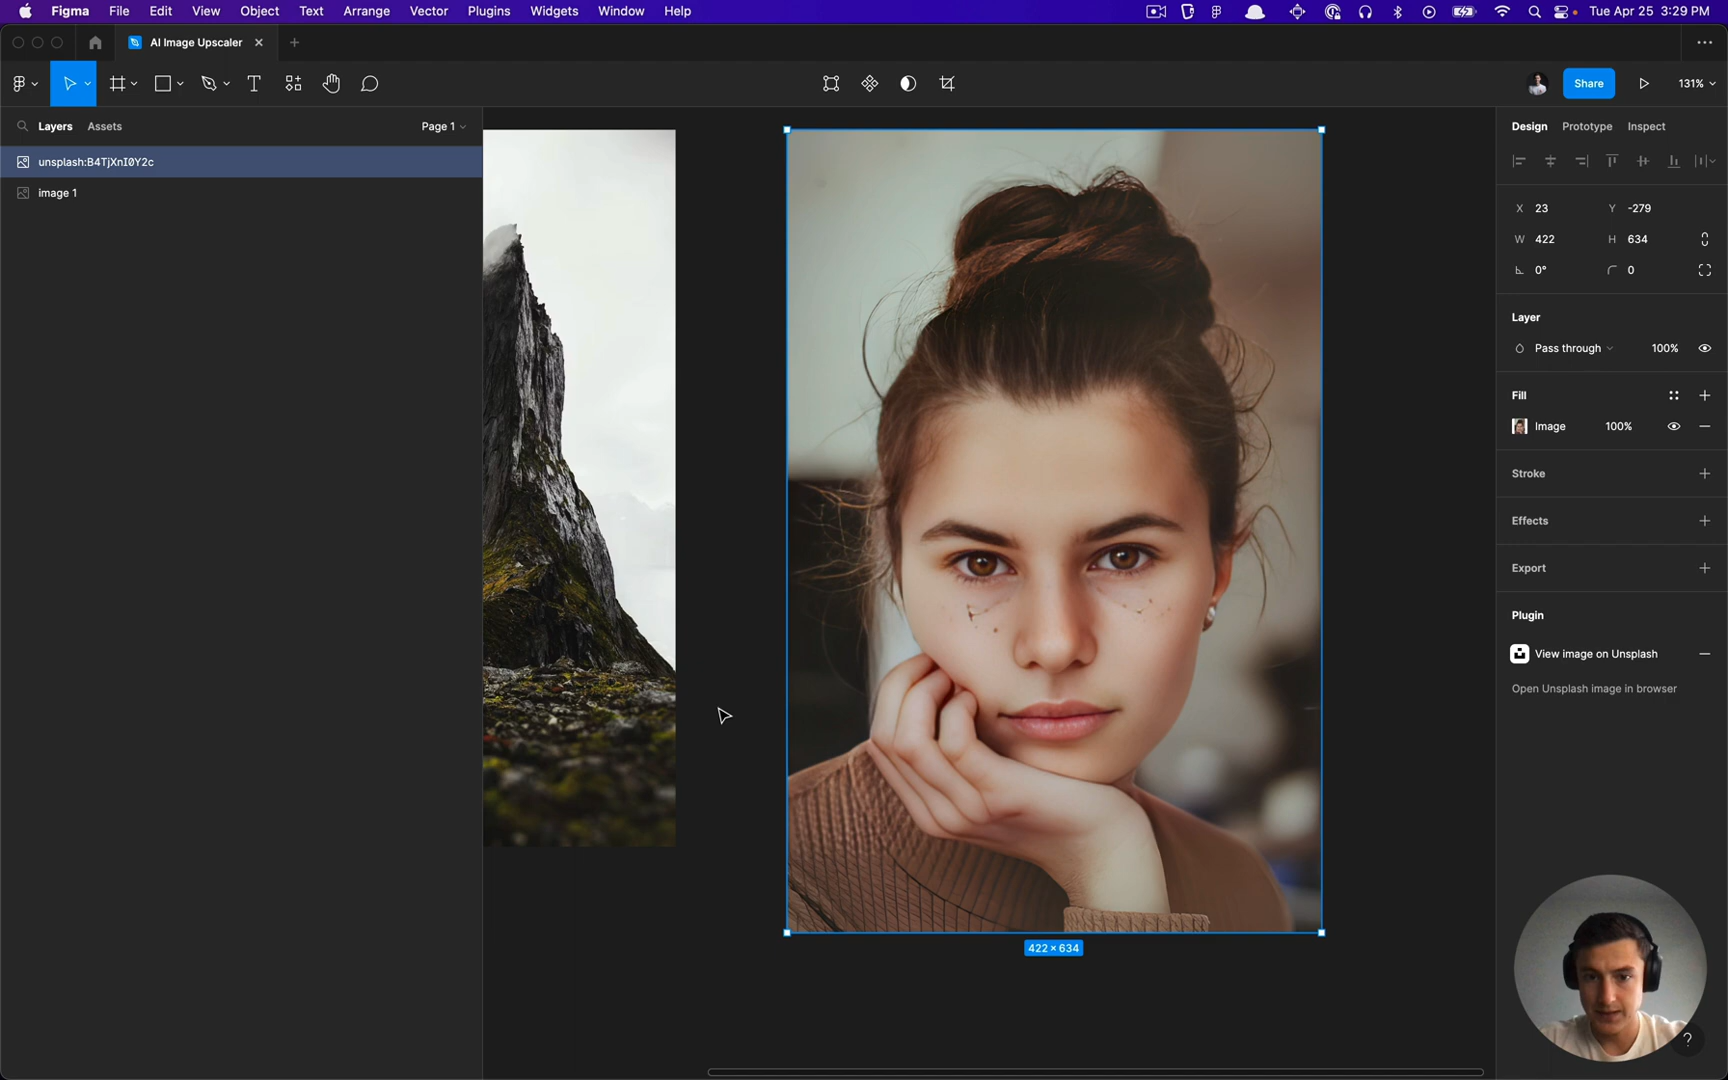 Figma File Edit View Object Text Arrange Vector Plugins Widgets Window Help Tue Apr 25 3:29 PM
AI Image Upscaler
Share 131%
Layers Assets Page 1
unsplash:B4TjXnI0Y2c
image 1
422 × 634
Design Prototype Inspect
X 23 Y -279
W 422 H 634
0° 0
Layer
Pass through 100%
Fill
Image 100%
Stroke
Effects
Export
Plugin
View image on Unsplash
Open Unsplash image in browser
?